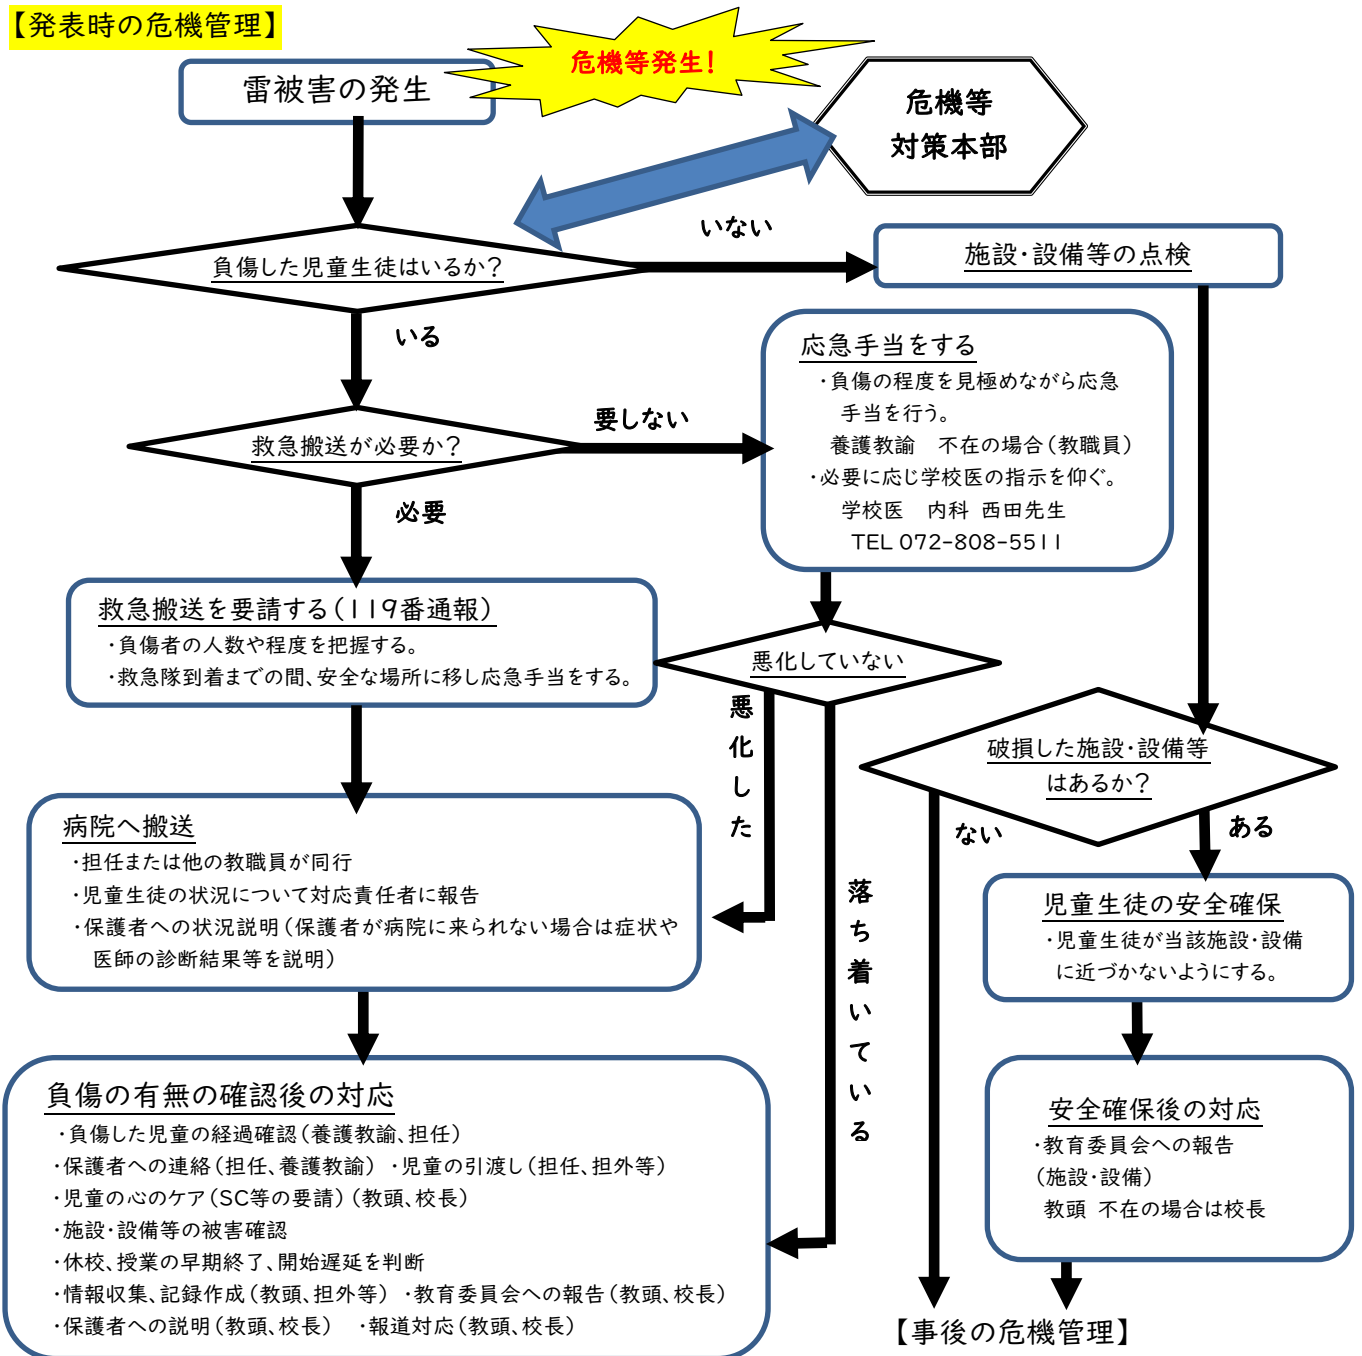 【発表時の危機管理】
危機等発生!
雷被害の発生
危機等
対策本部
いない
負傷した児童生徒はいるか？
施設・設備等の点検
いる
応急手当をする
・負傷の程度を見極めながら応急
手当を行う。
養護教諭　不在の場合（教職員）
・必要に応じ学校医の指示を仰ぐ。
学校医　内科 西田先生
TEL 072-808-5511
要しない
救急搬送が必要か？
必要
救急搬送を要請する（119番通報）
・負傷者の人数や程度を把握する。
・救急隊到着までの間、安全な場所に移し応急手当をする。
悪化していない
悪化した
落ち着いている
破損した施設・設備等
はあるか？
ない
ある
病院へ搬送
・担任または他の教職員が同行
・児童生徒の状況について対応責任者に報告
・保護者への状況説明（保護者が病院に来られない場合は症状や
医師の診断結果等を説明）
児童生徒の安全確保
・児童生徒が当該施設・設備
に近づかないようにする。
負傷の有無の確認後の対応
・負傷した児童の経過確認（養護教諭、担任）
・保護者への連絡（担任、養護教諭） ・児童の引渡し（担任、担外等）
・児童の心のケア（SC等の要請）（教頭、校長）
・施設・設備等の被害確認
・休校、授業の早期終了、開始遅延を判断
・情報収集、記録作成（教頭、担外等） ・教育委員会への報告（教頭、校長）
・保護者への説明（教頭、校長）　・報道対応（教頭、校長）
安全確保後の対応
・教育委員会への報告
（施設・設備）
教頭 不在の場合は校長
【事後の危機管理】